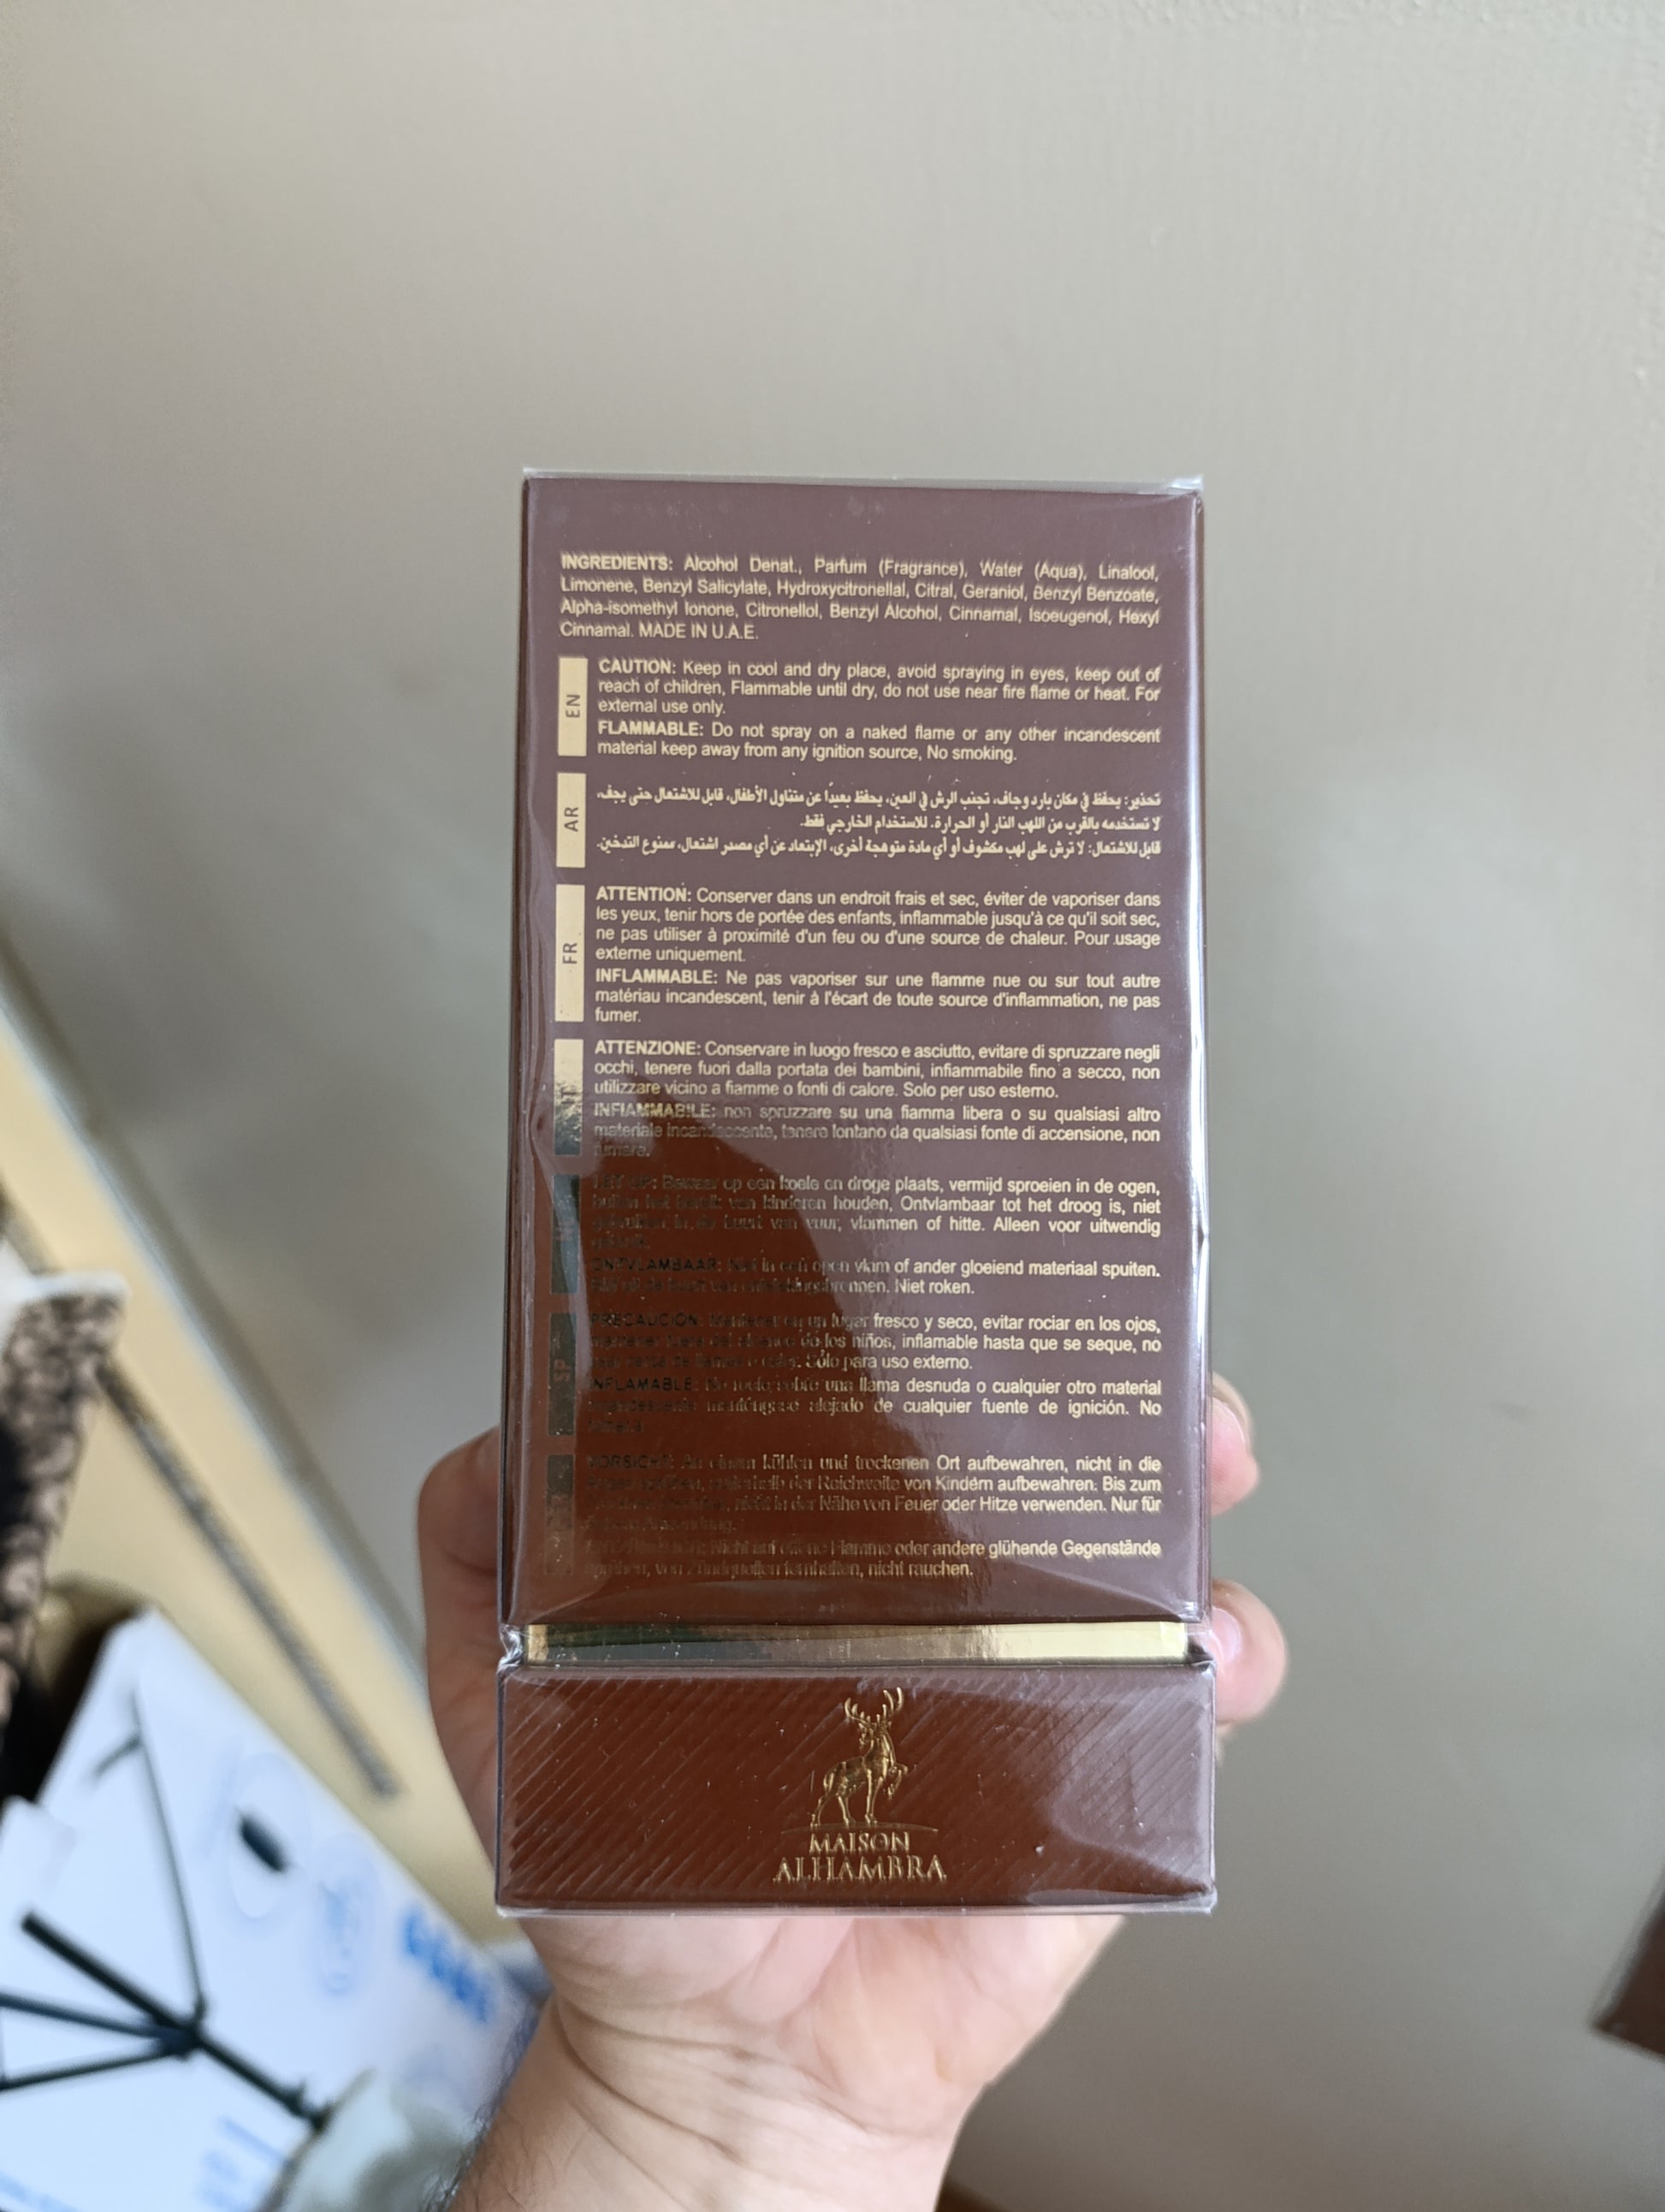 INGREDIENTS: Alcohol Denat., Parfum (Fragrance), Water (Aqua), Linalool,
Limonene, Benzyl Salicylate, Hydroxycitronellal, Citral, Geraniol, Benzyl Benzoate,
Alpha-isomethyl Ionone, Citronellol, Benzyl Alcohol, Cinnamal, Isoeugenol, Hexyl
Cinnamal. MADE IN U.A.E.
EN
CAUTION: Keep in cool and dry place, avoid spraying in eyes, keep out of
reach of children, Flammable until dry, do not use near fire flame or heat. For
external use only.
FLAMMABLE: Do not spray on a naked flame or any other incandescent
material keep away from any ignition source, No smoking.
AR
تحذير: يحفظ في مكان بارد وجاف، تجنب الرش في العين، يحفظ بعيداً عن متناول الأطفال، قابل للاشتعال حتى يجف،
لا تستخدمه بالقرب من اللهب النار أو الحرارة. للاستخدام الخارجي فقط.
قابل للاشتعال: لا ترش على لهب مكشوف أو أي مادة متوهجة أخرى، الإبتعاد عن أي مصدر اشتعال، ممنوع التدخين.
FR
ATTENTION: Conserver dans un endroit frais et sec, éviter de vaporiser dans
les yeux, tenir hors de portée des enfants, inflammable jusqu'à ce qu'il soit sec,
ne pas utiliser à proximité d'un feu ou d'une source de chaleur. Pour usage
externe uniquement.
INFLAMMABLE: Ne pas vaporiser sur une flamme nue ou sur tout autre
matériau incandescent, tenir à l'écart de toute source d'inflammation, ne pas
fumer.
ATTENZIONE: Conservare in luogo fresco e asciutto, evitare di spruzzare negli
occhi, tenere fuori dalla portata dei bambini, infiammabile fino a secco, non
utilizzare vicino a fiamme o fonti di calore. Solo per uso esterno.
INFIAMMABILE: non spruzzare su una fiamma libera o su qualsiasi altro
materiale incandescente, tenere lontano da qualsiasi fonte di accensione, non
fumare.
op een koele en droge plaats, vermijd sproeien in de ogen,
van kinderen houden, Ontvlambaar tot het droog is, niet
van vuur, vlammen of hitte. Alleen voor uitwendig
ONTVLAMBAAR: Niet in een open vlam of ander gloeiend materiaal spuiten.
Niet roken.
SP
PRECAUCIÓN: Mantener en un lugar fresco y seco, evitar rociar en los ojos,
de los niños, inflamable hasta que se seque, no
Sólo para uso externo.
INFLAMABLE: No rocíe sobre una llama desnuda o cualquier otro material
manténgase alejado de cualquier fuente de ignición. No
VORSICHT: An einem kühlen und trockenen Ort aufbewahren, nicht in die
der Reichweite von Kindern aufbewahren: Bis zum
nicht in der Nähe von Feuer oder Hitze verwenden. Nur für
Nicht auf offene Flamme oder andere glühende Gegenstände
sprühen, von Zündquellen fernhalten, nicht rauchen.
MAISON
ALHAMBRA